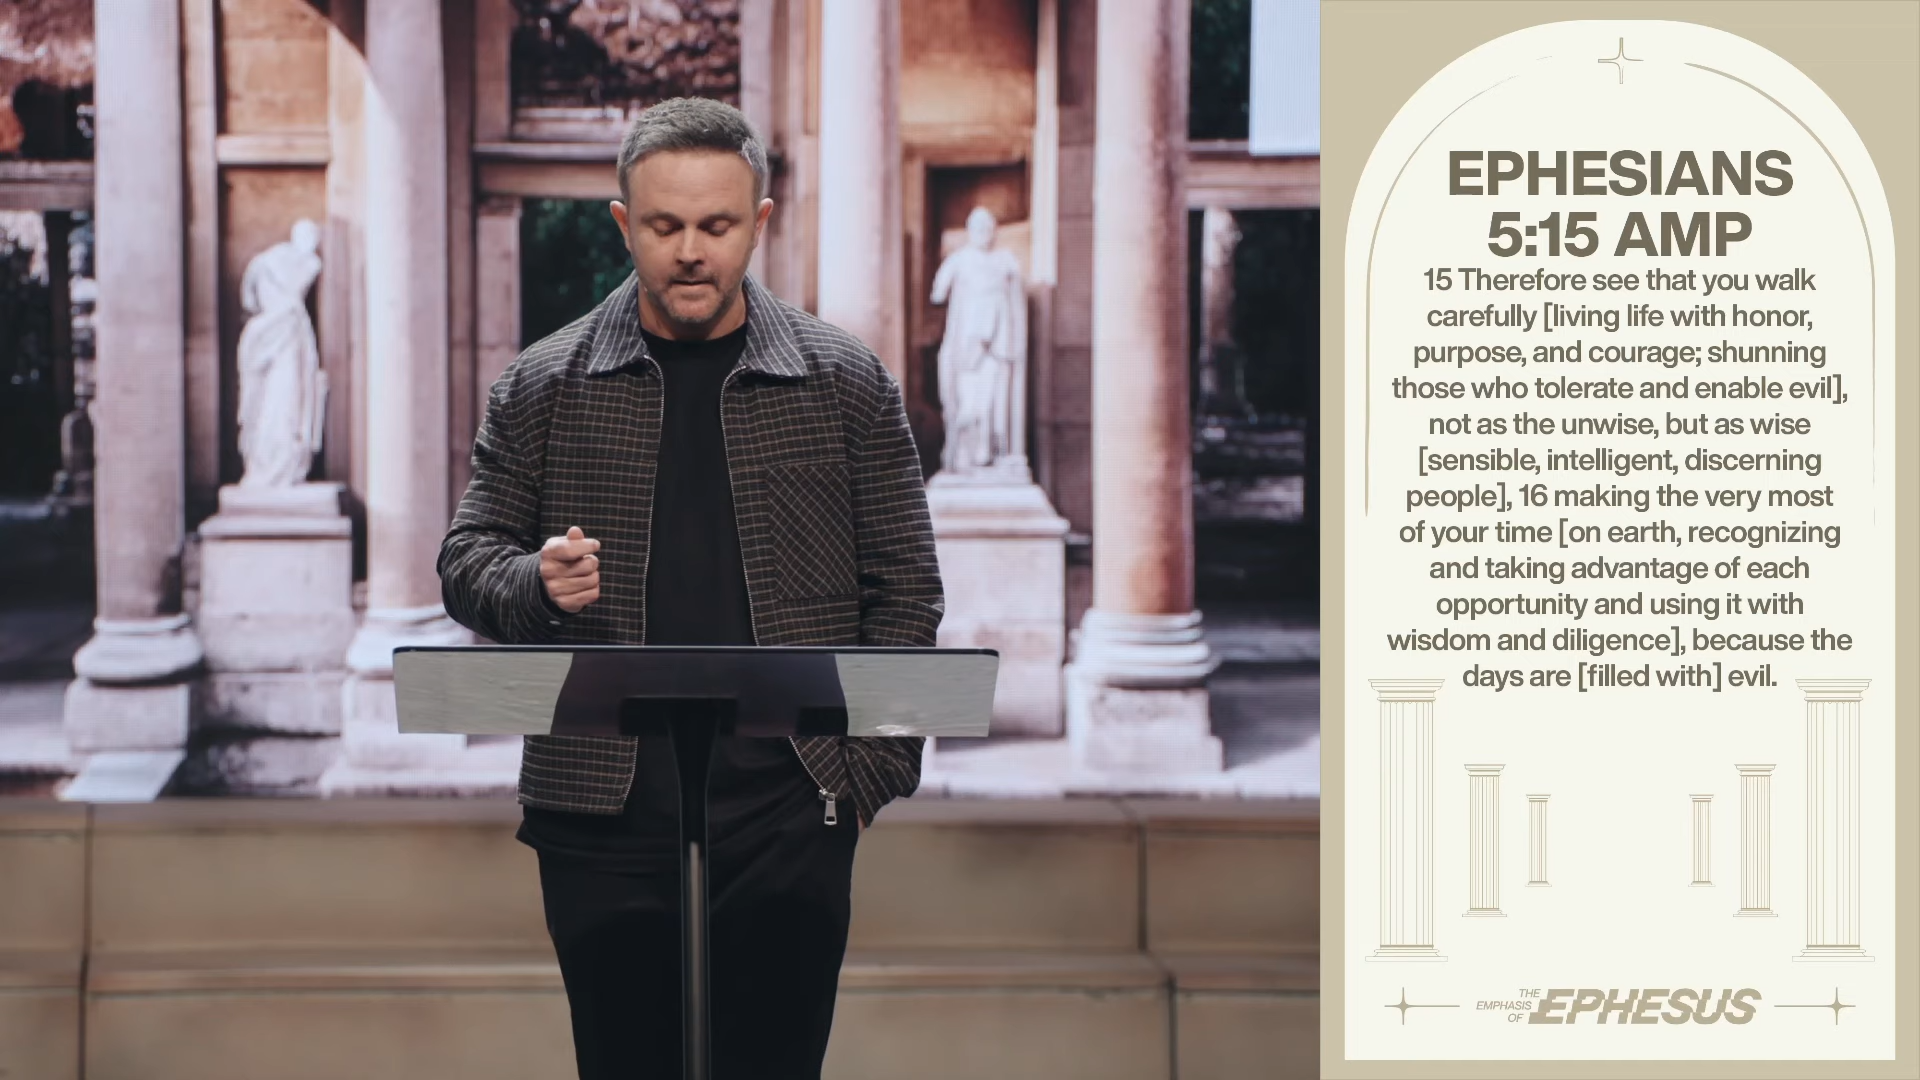 EPHESIANS
5:15 AMP
15 Therefore see that you walk
carefully [living life with honor,
purpose, and courage; shunning
those who tolerate and enable evil],
not as the unwise, but as wise
[sensible, intelligent, discerning
people], 16 making the very most
of your time [on earth, recognizing
and taking advantage of each
opportunity and using it with
wisdom and diligence], because the
days are [filled with] evil.
THE
EMPHASIS
OF
EPHESUS